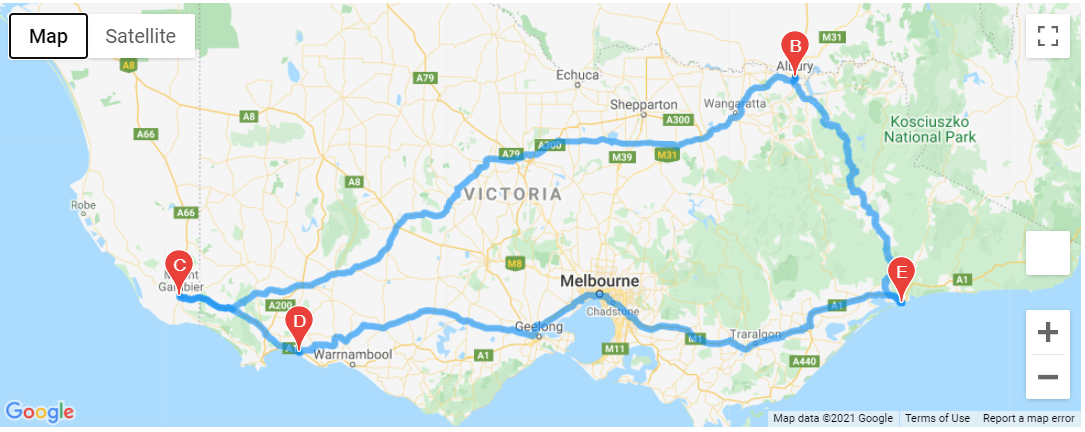 Map
Satellite
M31
B
A8
Albury
A79
Echuca
Shepparton
Wangaratta
A8
A300
Kosciuszko
National Park
A66
A300
A79
M39
M31
A8
VICTORIA
Robe
A66
C
M8
E
Mount
Gambier
Melbourne
A1
A200
Chadstone
A1
D
Geelong
Traralgon
M1
Warrnambool
A1
M11
A440
Google
Map data ©2021 Google
Terms of Use
Report a map error